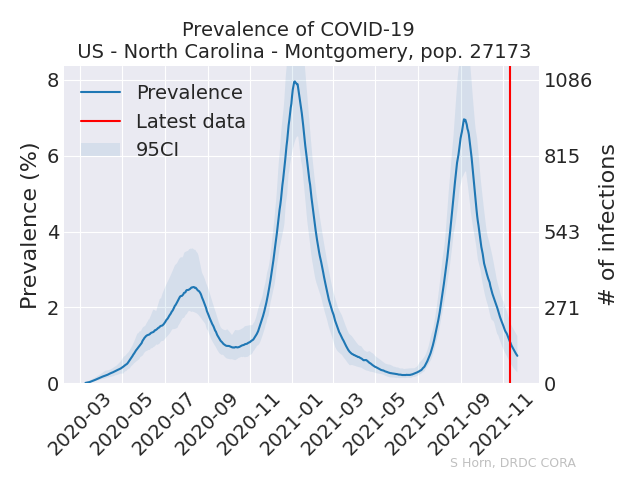 Prevalence of COVID-19
US - North Carolina - Montgomery, pop. 27173
Prevalence
Latest data
95CI
Prevalence (%)
8
6
4
2
0
1086
815
543
271
0
# of infections
2020-03
2020-05
2020-07
2020-09
2020-11
2021-01
2021-03
2021-05
2021-07
2021-09
2021-11
S Horn, DRDC CORA